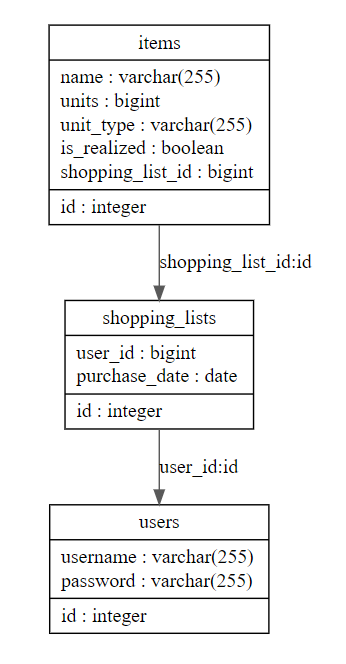 items
name : varchar(255)
units : bigint
unit_type : varchar(255)
is_realized : boolean
shopping_list_id : bigint
id : integer
shopping_list_id:id
shopping_lists
user_id : bigint
purchase_date : date
id : integer
user_id:id
users
username : varchar(255)
password : varchar(255)
id : integer